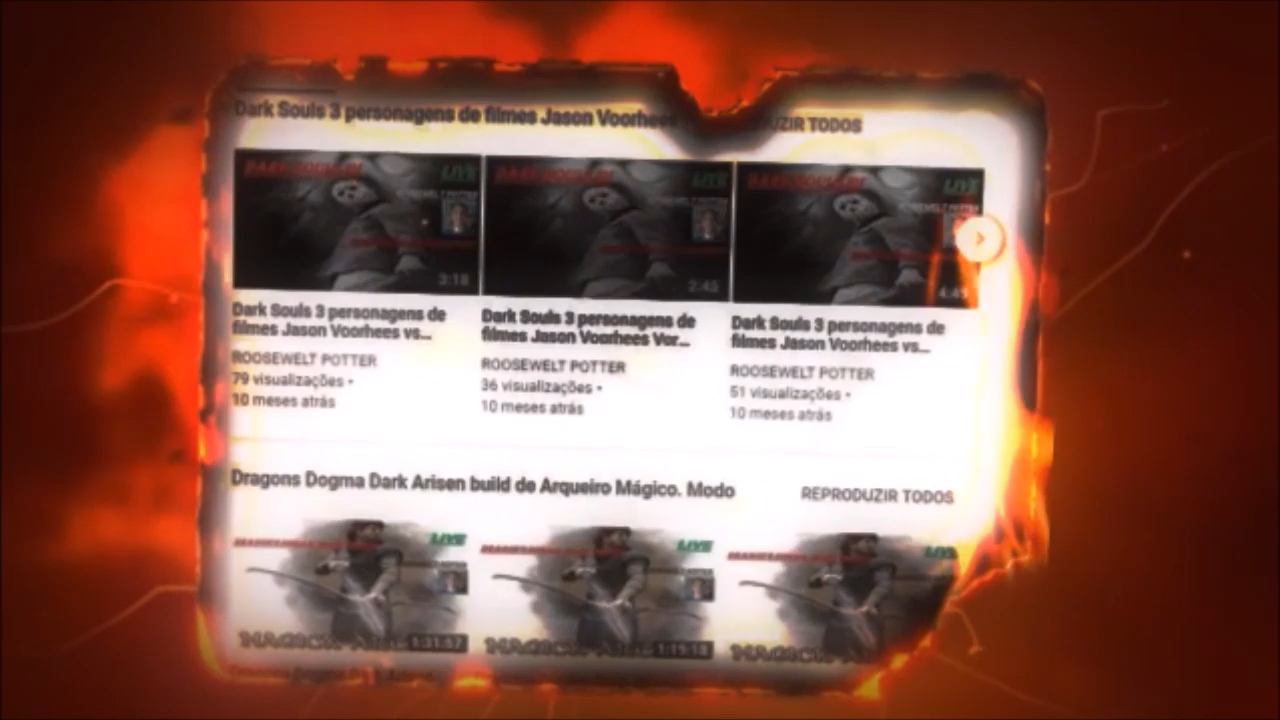 Dark Souls 3 personagens de filmes Jason Voorhees
UZIR TODOS
LIVE
LIVE
LIVE
3:18
2:45
Dark Souls 3 personagens de
filmes Jason Voorhees vs...
ROOSEWELT POTTER
79 visualizações •
10 meses atrás
Dark Souls 3 personagens de
filmes Jason Voorhees Vor...
ROOSEWELT POTTER
36 visualizações •
10 meses atrás
Dark Souls 3 personagens de
filmes Jason Voorhees vs...
ROOSEWELT POTTER
51 visualizações •
10 meses atrás
Dragons Dogma Dark Arisen build de Arqueiro Mágico. Modo
REPRODUZIR TODOS
LIVE
LIVE
LIVE
1:31:57
1:19:18